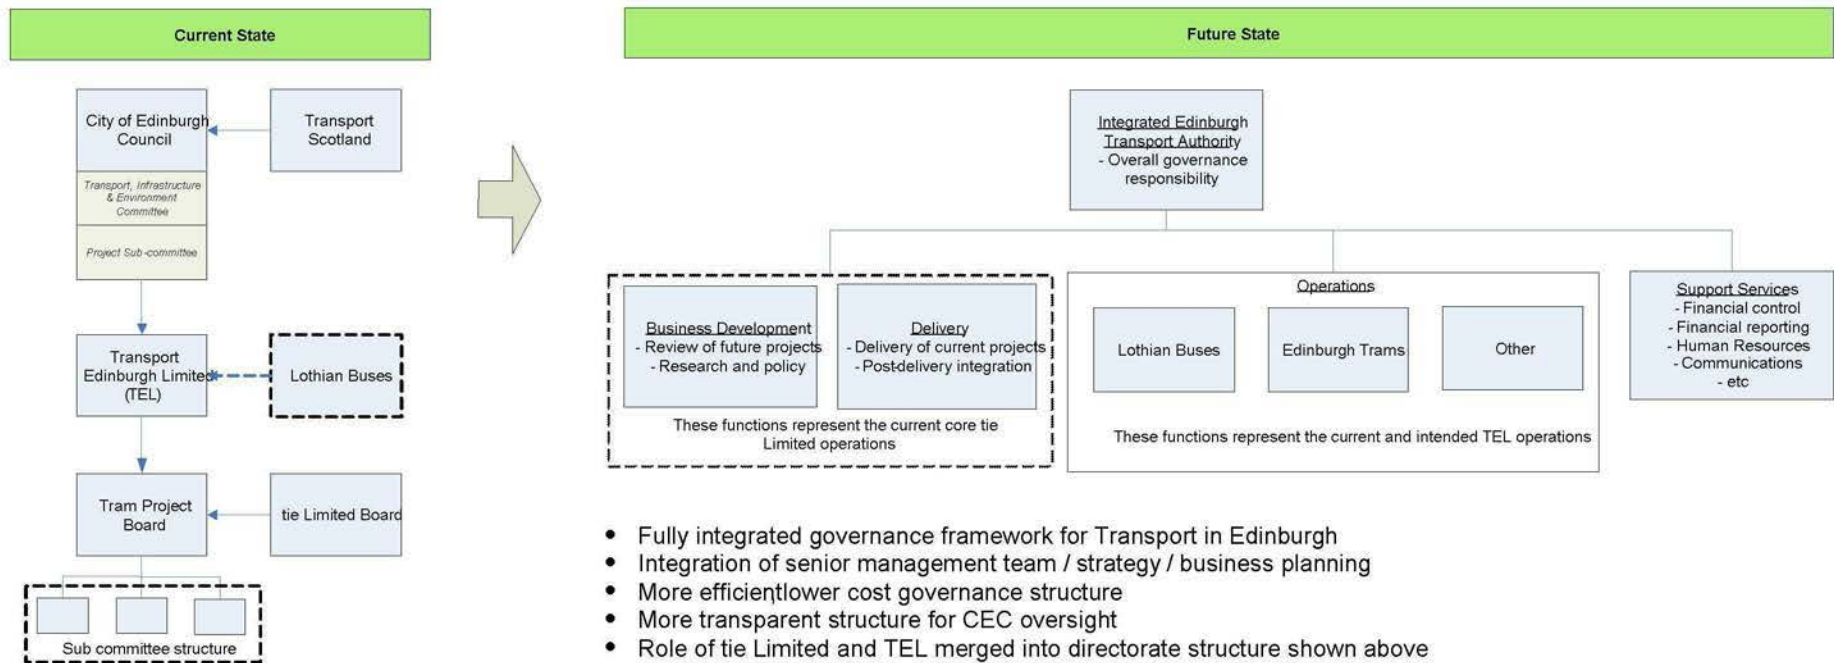 Current State
City of Edinburgh
Council
Transport
Scotland
Transport, Infrastructure
& Environment
Committee
Project Sub-committee
Transport
Edinburgh Limited
(TEL)
Lothian Buses
Tram Project
Board
tie Limited Board
Sub committee structure
Future State
Integrated Edinburgh
Transport Authority
- Overall governance
responsibility
Business Development
- Review of future projects
- Research and policy
Delivery
- Delivery of current projects
- Post-delivery integration
These functions represent the current core tie
Limited operations
Operations
Lothian Buses
Edinburgh Trams
Other
These functions represent the current and intended TEL operations
Support Services
- Financial control
- Financial reporting
- Human Resources
- Communications
- etc
• Fully integrated governance framework for Transport in Edinburgh
• Integration of senior management team / strategy / business planning
• More efficient, lower cost governance structure
• More transparent structure for CEC oversight
• Role of tie Limited and TEL merged into directorate structure shown above